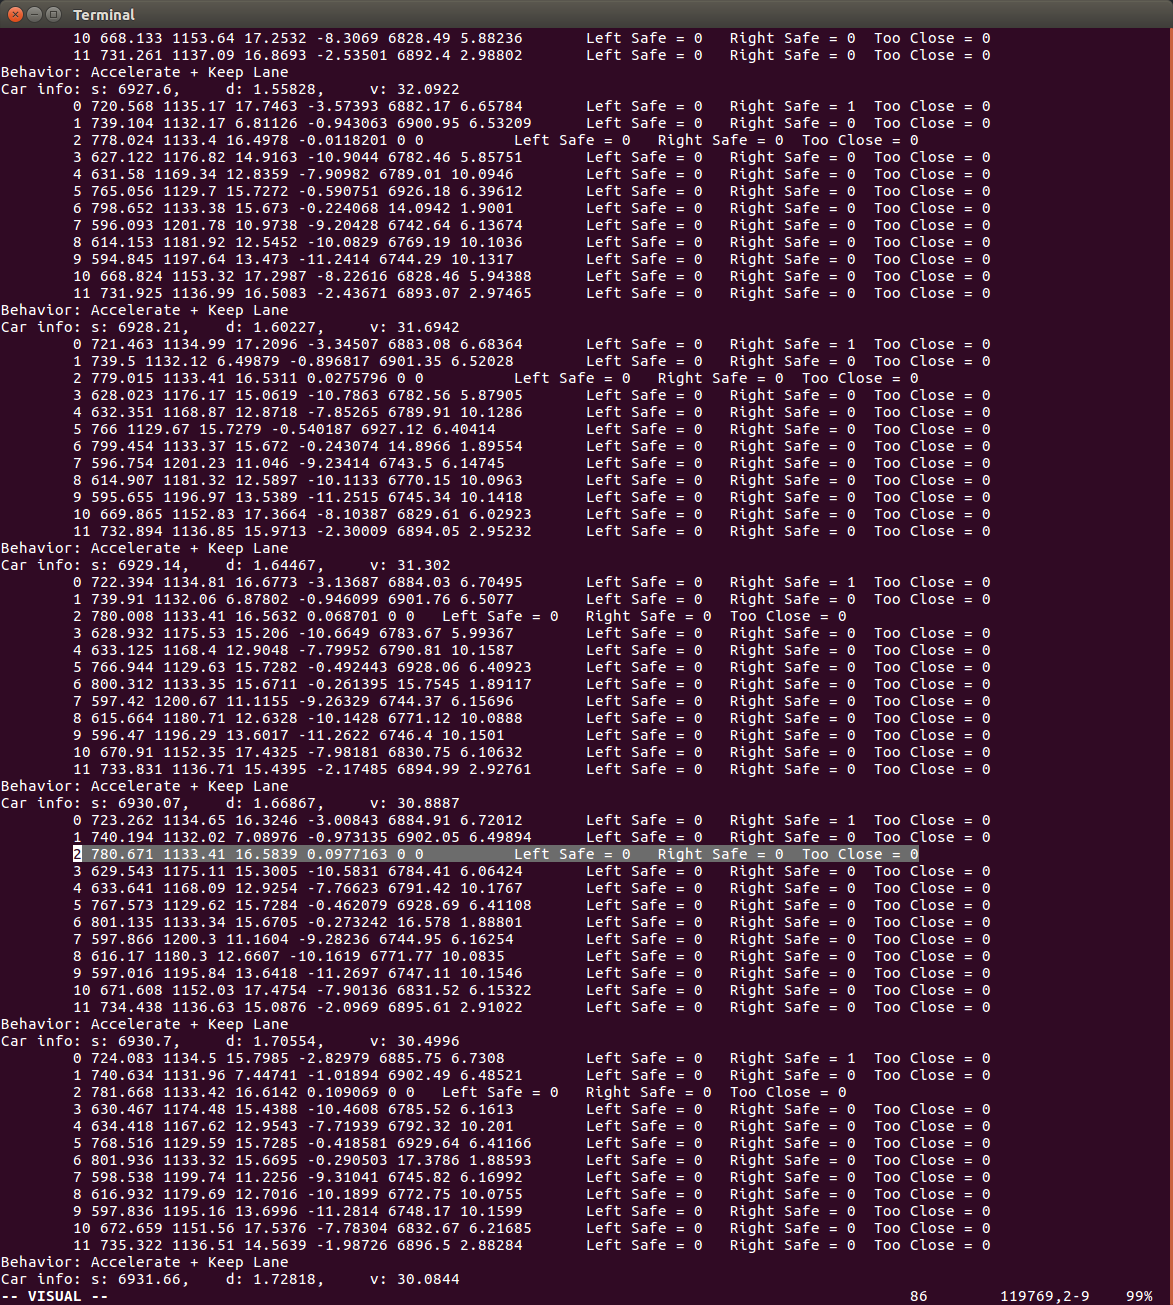 Terminal
10 668.133 1153.64 17.2532 -8.3069 6828.49 5.88236 Left Safe = 0 Right Safe = 0 Too Close = 0
11 731.261 1137.09 16.8693 -2.53501 6892.4 2.98802 Left Safe = 0 Right Safe = 0 Too Close = 0
Behavior: Accelerate + Keep Lane
Car info: s: 6927.6, d: 1.55828, v: 32.0922
0 720.568 1135.17 17.7463 -3.57393 6882.17 6.65784 Left Safe = 0 Right Safe = 1 Too Close = 0
1 739.104 1132.17 6.81126 -0.943063 6900.95 6.53209 Left Safe = 0 Right Safe = 0 Too Close = 0
2 778.024 1133.4 16.4978 -0.0118201 0 0 Left Safe = 0 Right Safe = 0 Too Close = 0
3 627.122 1176.82 14.9163 -10.9044 6782.46 5.85751 Left Safe = 0 Right Safe = 0 Too Close = 0
4 631.58 1169.34 12.8359 -7.90982 6789.01 10.0946 Left Safe = 0 Right Safe = 0 Too Close = 0
5 765.056 1129.7 15.7272 -0.590751 6926.18 6.39612 Left Safe = 0 Right Safe = 0 Too Close = 0
6 798.652 1133.38 15.673 -0.224068 14.0942 1.9001 Left Safe = 0 Right Safe = 0 Too Close = 0
7 596.093 1201.78 10.9738 -9.20428 6742.64 6.13674 Left Safe = 0 Right Safe = 0 Too Close = 0
8 614.153 1181.92 12.5452 -10.0829 6769.19 10.1036 Left Safe = 0 Right Safe = 0 Too Close = 0
9 594.845 1197.64 13.473 -11.2414 6744.29 10.1317 Left Safe = 0 Right Safe = 0 Too Close = 0
10 668.824 1153.32 17.2987 -8.22616 6828.46 5.94388 Left Safe = 0 Right Safe = 0 Too Close = 0
11 731.925 1136.99 16.5083 -2.43671 6893.07 2.97465 Left Safe = 0 Right Safe = 0 Too Close = 0
Behavior: Accelerate + Keep Lane
Car info: s: 6928.21, d: 1.60227, v: 31.6942
0 721.463 1134.99 17.2096 -3.34507 6883.08 6.68364 Left Safe = 0 Right Safe = 1 Too Close = 0
1 739.5 1132.12 6.49879 -0.896817 6901.35 6.52028 Left Safe = 0 Right Safe = 0 Too Close = 0
2 779.015 1133.41 16.5311 0.0275796 0 0 Left Safe = 0 Right Safe = 0 Too Close = 0
3 628.023 1176.17 15.0619 -10.7863 6782.56 5.87905 Left Safe = 0 Right Safe = 0 Too Close = 0
4 632.351 1168.87 12.8718 -7.85265 6789.91 10.1286 Left Safe = 0 Right Safe = 0 Too Close = 0
5 766 1129.67 15.7279 -0.540187 6927.12 6.40414 Left Safe = 0 Right Safe = 0 Too Close = 0
6 799.454 1133.37 15.672 -0.243074 14.8966 1.89554 Left Safe = 0 Right Safe = 0 Too Close = 0
7 596.754 1201.23 11.046 -9.23414 6743.5 6.14745 Left Safe = 0 Right Safe = 0 Too Close = 0
8 614.907 1181.32 12.5897 -10.1133 6770.15 10.0963 Left Safe = 0 Right Safe = 0 Too Close = 0
9 595.655 1196.97 13.5389 -11.2515 6745.34 10.1418 Left Safe = 0 Right Safe = 0 Too Close = 0
10 669.865 1152.83 17.3664 -8.10387 6829.61 6.02923 Left Safe = 0 Right Safe = 0 Too Close = 0
11 732.894 1136.85 15.9713 -2.30009 6894.05 2.95232 Left Safe = 0 Right Safe = 0 Too Close = 0
Behavior: Accelerate + Keep Lane
Car info: s: 6929.14, d: 1.64467, v: 31.302
0 722.394 1134.81 16.6773 -3.13687 6884.03 6.70495 Left Safe = 0 Right Safe = 1 Too Close = 0
1 739.91 1132.06 6.87802 -0.946099 6901.76 6.5077 Left Safe = 0 Right Safe = 0 Too Close = 0
2 780.008 1133.41 16.5632 0.068701 0 0 Left Safe = 0 Right Safe = 0 Too Close = 0
3 628.932 1175.53 15.206 -10.6649 6783.67 5.99367 Left Safe = 0 Right Safe = 0 Too Close = 0
4 633.125 1168.4 12.9048 -7.79952 6790.81 10.1587 Left Safe = 0 Right Safe = 0 Too Close = 0
5 766.944 1129.63 15.7282 -0.492443 6928.06 6.40923 Left Safe = 0 Right Safe = 0 Too Close = 0
6 800.312 1133.35 15.6711 -0.261395 15.7545 1.89117 Left Safe = 0 Right Safe = 0 Too Close = 0
7 597.42 1200.67 11.1155 -9.26329 6744.37 6.15696 Left Safe = 0 Right Safe = 0 Too Close = 0
8 615.664 1180.71 12.6328 -10.1428 6771.12 10.0888 Left Safe = 0 Right Safe = 0 Too Close = 0
9 596.47 1196.29 13.6017 -11.2622 6746.4 10.1501 Left Safe = 0 Right Safe = 0 Too Close = 0
10 670.91 1152.35 17.4325 -7.98181 6830.75 6.10632 Left Safe = 0 Right Safe = 0 Too Close = 0
11 733.831 1136.71 15.4395 -2.17485 6894.99 2.92761 Left Safe = 0 Right Safe = 0 Too Close = 0
Behavior: Accelerate + Keep Lane
Car info: s: 6930.07, d: 1.66867, v: 30.8887
0 723.262 1134.65 16.3246 -3.00843 6884.91 6.72012 Left Safe = 0 Right Safe = 1 Too Close = 0
1 740.194 1132.02 7.08976 -0.973135 6902.05 6.49894 Left Safe = 0 Right Safe = 0 Too Close = 0
2 780.671 1133.41 16.5839 0.0977163 0 0 Left Safe = 0 Right Safe = 0 Too Close = 0
3 629.543 1175.11 15.3005 -10.5831 6784.41 6.06424 Left Safe = 0 Right Safe = 0 Too Close = 0
4 633.641 1168.09 12.9254 -7.76623 6791.42 10.1767 Left Safe = 0 Right Safe = 0 Too Close = 0
5 767.573 1129.62 15.7284 -0.462079 6928.69 6.41108 Left Safe = 0 Right Safe = 0 Too Close = 0
6 801.135 1133.34 15.6705 -0.273242 16.578 1.88801 Left Safe = 0 Right Safe = 0 Too Close = 0
7 597.866 1200.3 11.1604 -9.28236 6744.95 6.16254 Left Safe = 0 Right Safe = 0 Too Close = 0
8 616.17 1180.3 12.6607 -10.1619 6771.77 10.0835 Left Safe = 0 Right Safe = 0 Too Close = 0
9 597.016 1195.84 13.6418 -11.2697 6747.11 10.1546 Left Safe = 0 Right Safe = 0 Too Close = 0
10 671.608 1152.03 17.4754 -7.90136 6831.52 6.15322 Left Safe = 0 Right Safe = 0 Too Close = 0
11 734.438 1136.63 15.0876 -2.0969 6895.61 2.91022 Left Safe = 0 Right Safe = 0 Too Close = 0
Behavior: Accelerate + Keep Lane
Car info: s: 6930.7, d: 1.70554, v: 30.4996
0 724.083 1134.5 15.7985 -2.82979 6885.75 6.7308 Left Safe = 0 Right Safe = 1 Too Close = 0
1 740.634 1131.96 7.44741 -1.01894 6902.49 6.48521 Left Safe = 0 Right Safe = 0 Too Close = 0
2 781.668 1133.42 16.6142 0.109069 0 0 Left Safe = 0 Right Safe = 0 Too Close = 0
3 630.467 1174.48 15.4388 -10.4608 6785.52 6.1613 Left Safe = 0 Right Safe = 0 Too Close = 0
4 634.418 1167.62 12.9543 -7.71939 6792.32 10.201 Left Safe = 0 Right Safe = 0 Too Close = 0
5 768.516 1129.59 15.7285 -0.418581 6929.64 6.41166 Left Safe = 0 Right Safe = 0 Too Close = 0
6 801.936 1133.32 15.6695 -0.290503 17.3786 1.88593 Left Safe = 0 Right Safe = 0 Too Close = 0
7 598.538 1199.74 11.2256 -9.31041 6745.82 6.16992 Left Safe = 0 Right Safe = 0 Too Close = 0
8 616.932 1179.69 12.7016 -10.1899 6772.75 10.0755 Left Safe = 0 Right Safe = 0 Too Close = 0
9 597.836 1195.16 13.6996 -11.2814 6748.17 10.1599 Left Safe = 0 Right Safe = 0 Too Close = 0
10 672.659 1151.56 17.5376 -7.78304 6832.67 6.21685 Left Safe = 0 Right Safe = 0 Too Close = 0
11 735.322 1136.51 14.5639 -1.98726 6896.5 2.88284 Left Safe = 0 Right Safe = 0 Too Close = 0
Behavior: Accelerate + Keep Lane
Car info: s: 6931.66, d: 1.72818, v: 30.0844
-- VISUAL -- 86 119769,2-9 99%